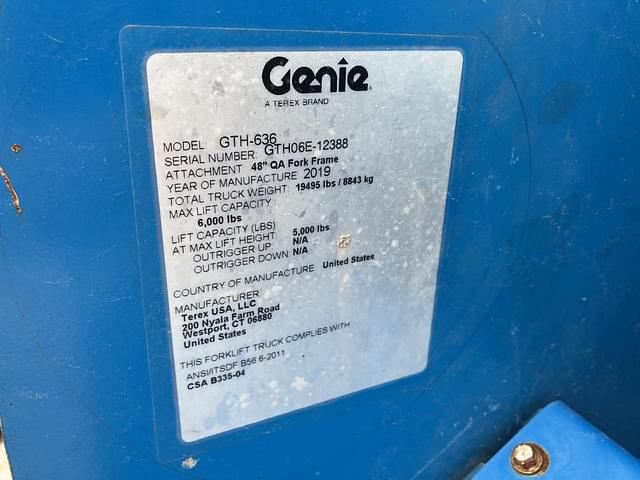 Genie
A TEREX BRAND
MODEL GTH-636
SERIAL NUMBER GTH06E-12388
ATTACHMENT 48" QA Fork Frame
YEAR OF MANUFACTURE 2019
TOTAL TRUCK WEIGHT 19495 lbs / 8843 kg
MAX LIFT CAPACITY
6,000 lbs
LIFT CAPACITY (LBS)
AT MAX LIFT HEIGHT: 5,000 lbs
OUTRIGGER UP: N/A
OUTRIGGER DOWN: N/A
COUNTRY OF MANUFACTURE United States
MANUFACTURER
Terex USA, LLC
200 Nyala Farm Road
Westport, CT 06880
United States
THIS FORKLIFT TRUCK COMPLIES WITH
ANSI/ITSDF B56.6-2011
CSA B335-04